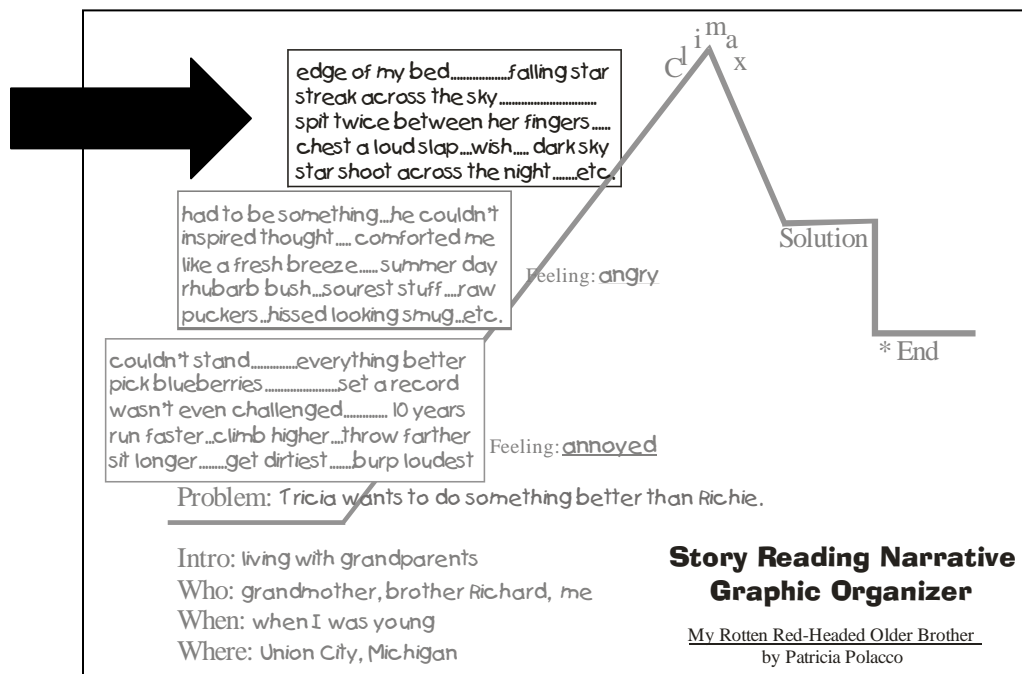 Climax
edge of my bed..................falling star
streak across the sky..............................
spit twice between her fingers......
chest a loud slap....wish..... dark sky
star shoot across the night.......etc.
had to be something...he couldn't
inspired thought..... comforted me
like a fresh breeze...... summer day
rhubarb bush...sourest stuff.....raw
puckers...hissed looking smug...etc.
Feeling: angry
Solution
* End
couldn't stand...........everything better
pick blueberries.......................set a record
wasn't even challenged.............. 10 years
run faster...climb higher....throw farther
sit longer........get dirtiest.......burp loudest
Feeling: annoyed
Problem: Tricia wants to do something better than Richie.
Intro: living with grandparents
Who: grandmother, brother Richard, me
When: when I was young
Where: Union City, Michigan
Story Reading Narrative
Graphic Organizer
My Rotten Red-Headed Older Brother
by Patricia Polacco